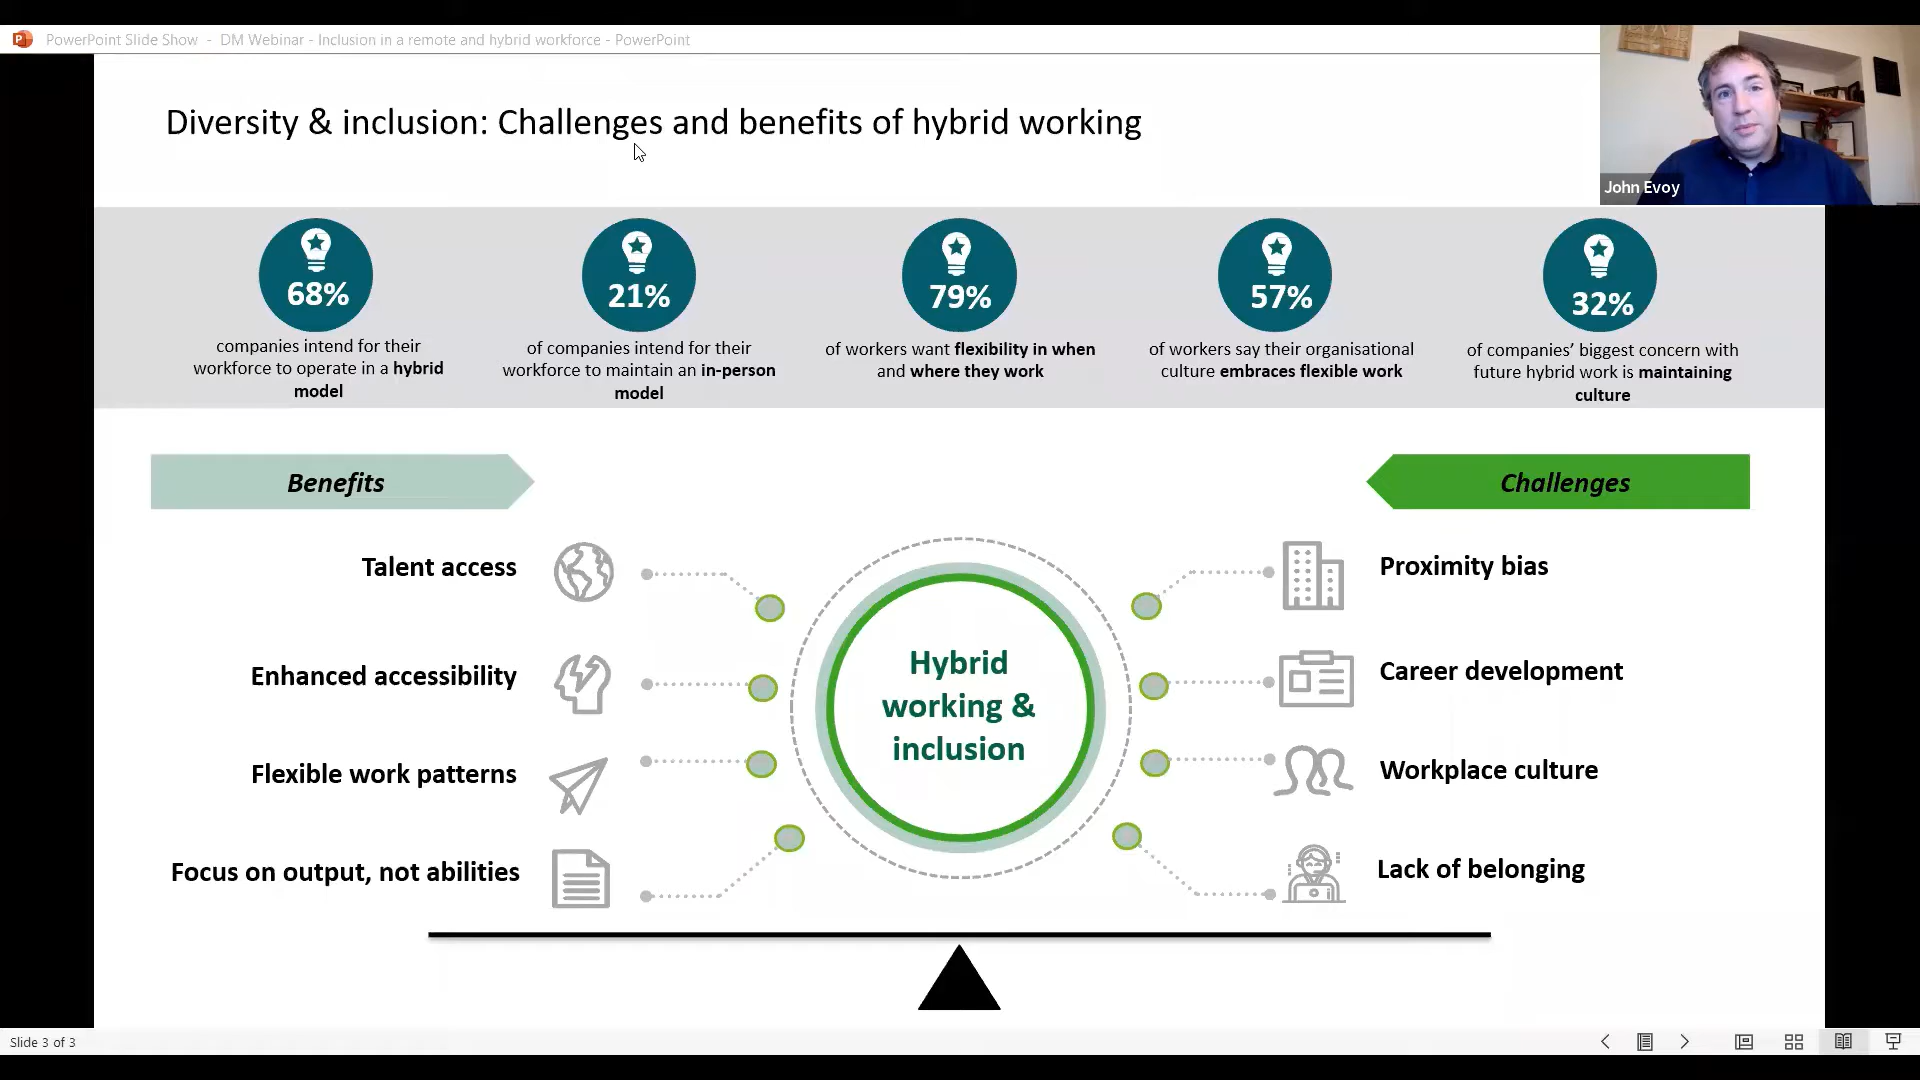 PowerPoint Slide Show - DM Webinar - Inclusion in a remote and hybrid workforce - PowerPoint
John Evoy
Diversity & inclusion: Challenges and benefits of hybrid working
68%
companies intend for their
workforce to operate in a hybrid
model
21%
of companies intend for their
workforce to maintain an in-person
model
79%
of workers want flexibility in when
and where they work
57%
of workers say their organisational
culture embraces flexible work
32%
of companies’ biggest concern with
future hybrid work is maintaining
culture
Benefits
Talent access
Enhanced accessibility
Flexible work patterns
Focus on output, not abilities
Hybrid
working &
inclusion
Challenges
Proximity bias
Career development
Workplace culture
Lack of belonging
Slide 3 of 3